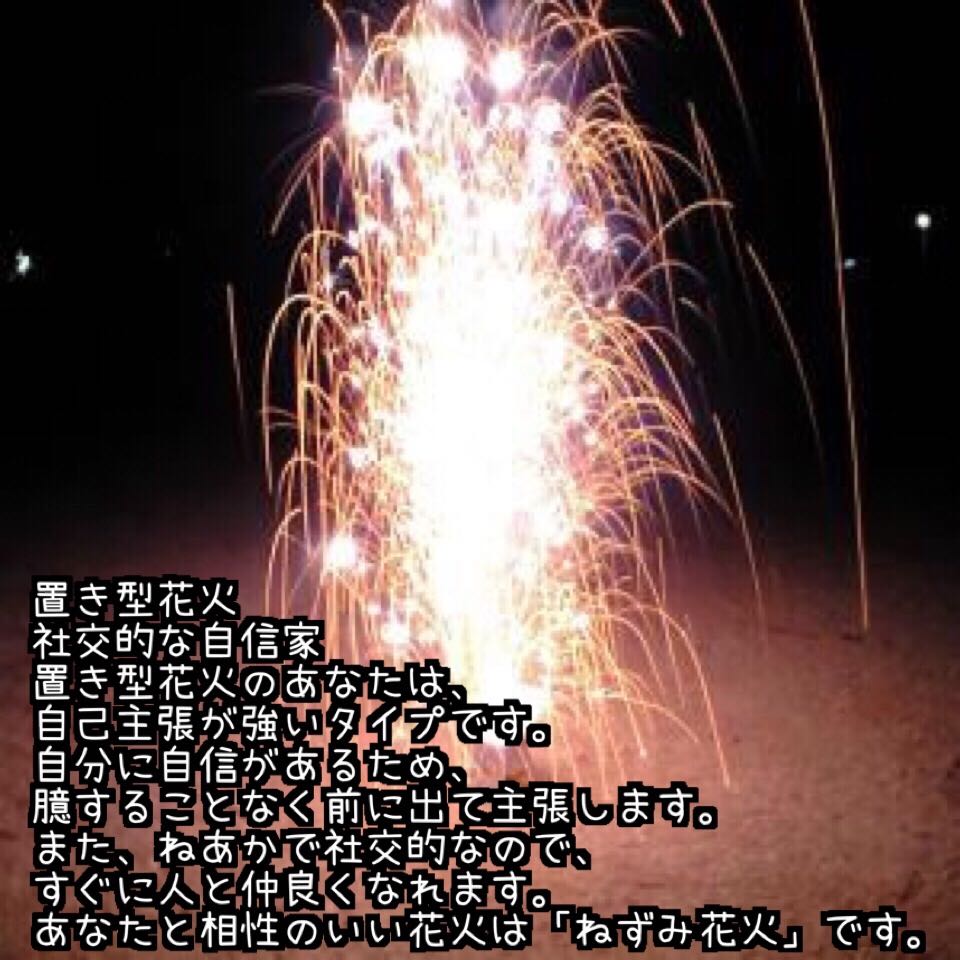 置き型花火
社交的な自信家
置き型花火のあなたは、
自己主張が強いタイプです。
自分に自信があるため、
臆することなく前に出て主張します。
また、ねあかで社交的なので、
すぐに人と仲良くなれます。
あなたと相性のいい花火は「ねずみ花火」です。